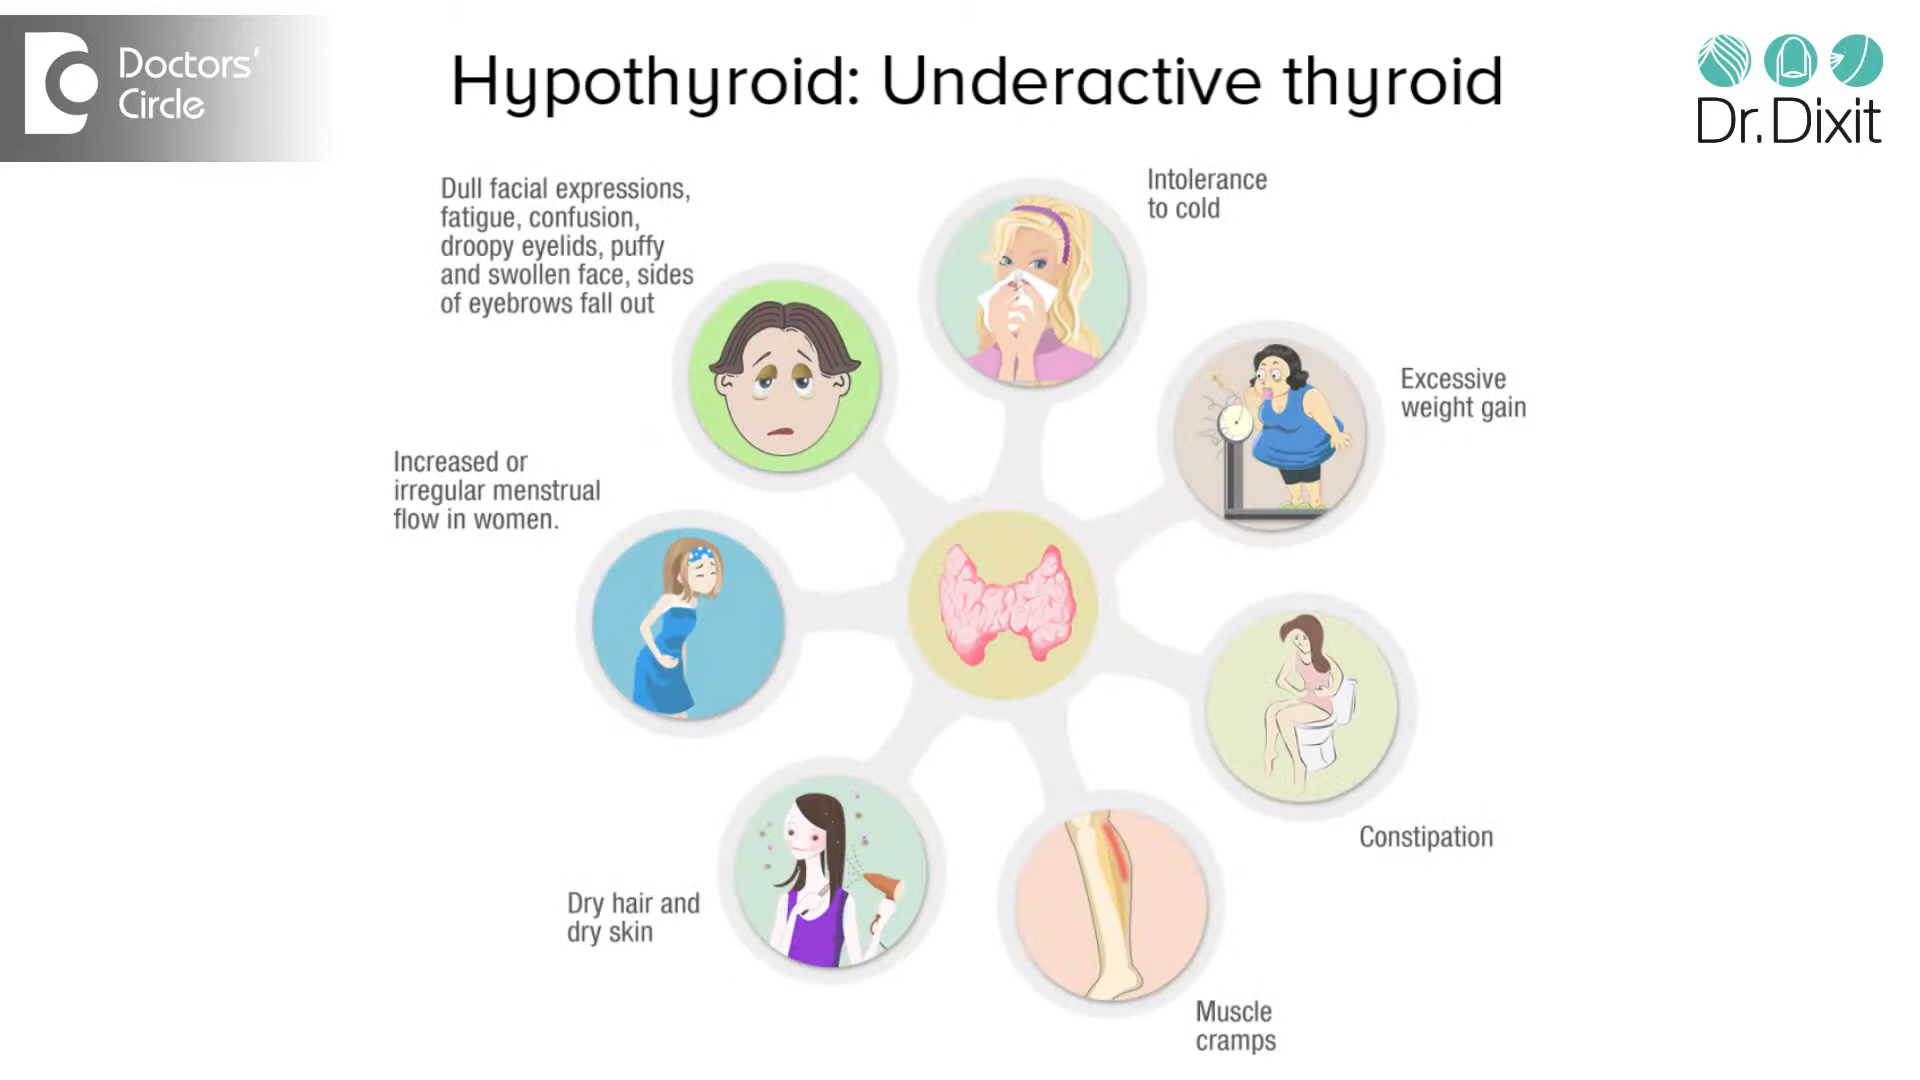 Doctors'
Circle
Hypothyroid: Underactive thyroid
Dr. Dixit
Dull facial expressions,
fatigue, confusion,
droopy eyelids, puffy
and swollen face, sides
of eyebrows fall out
Intolerance
to cold
Excessive
weight gain
Increased or
irregular menstrual
flow in women.
Constipation
Dry hair and
dry skin
Muscle
cramps